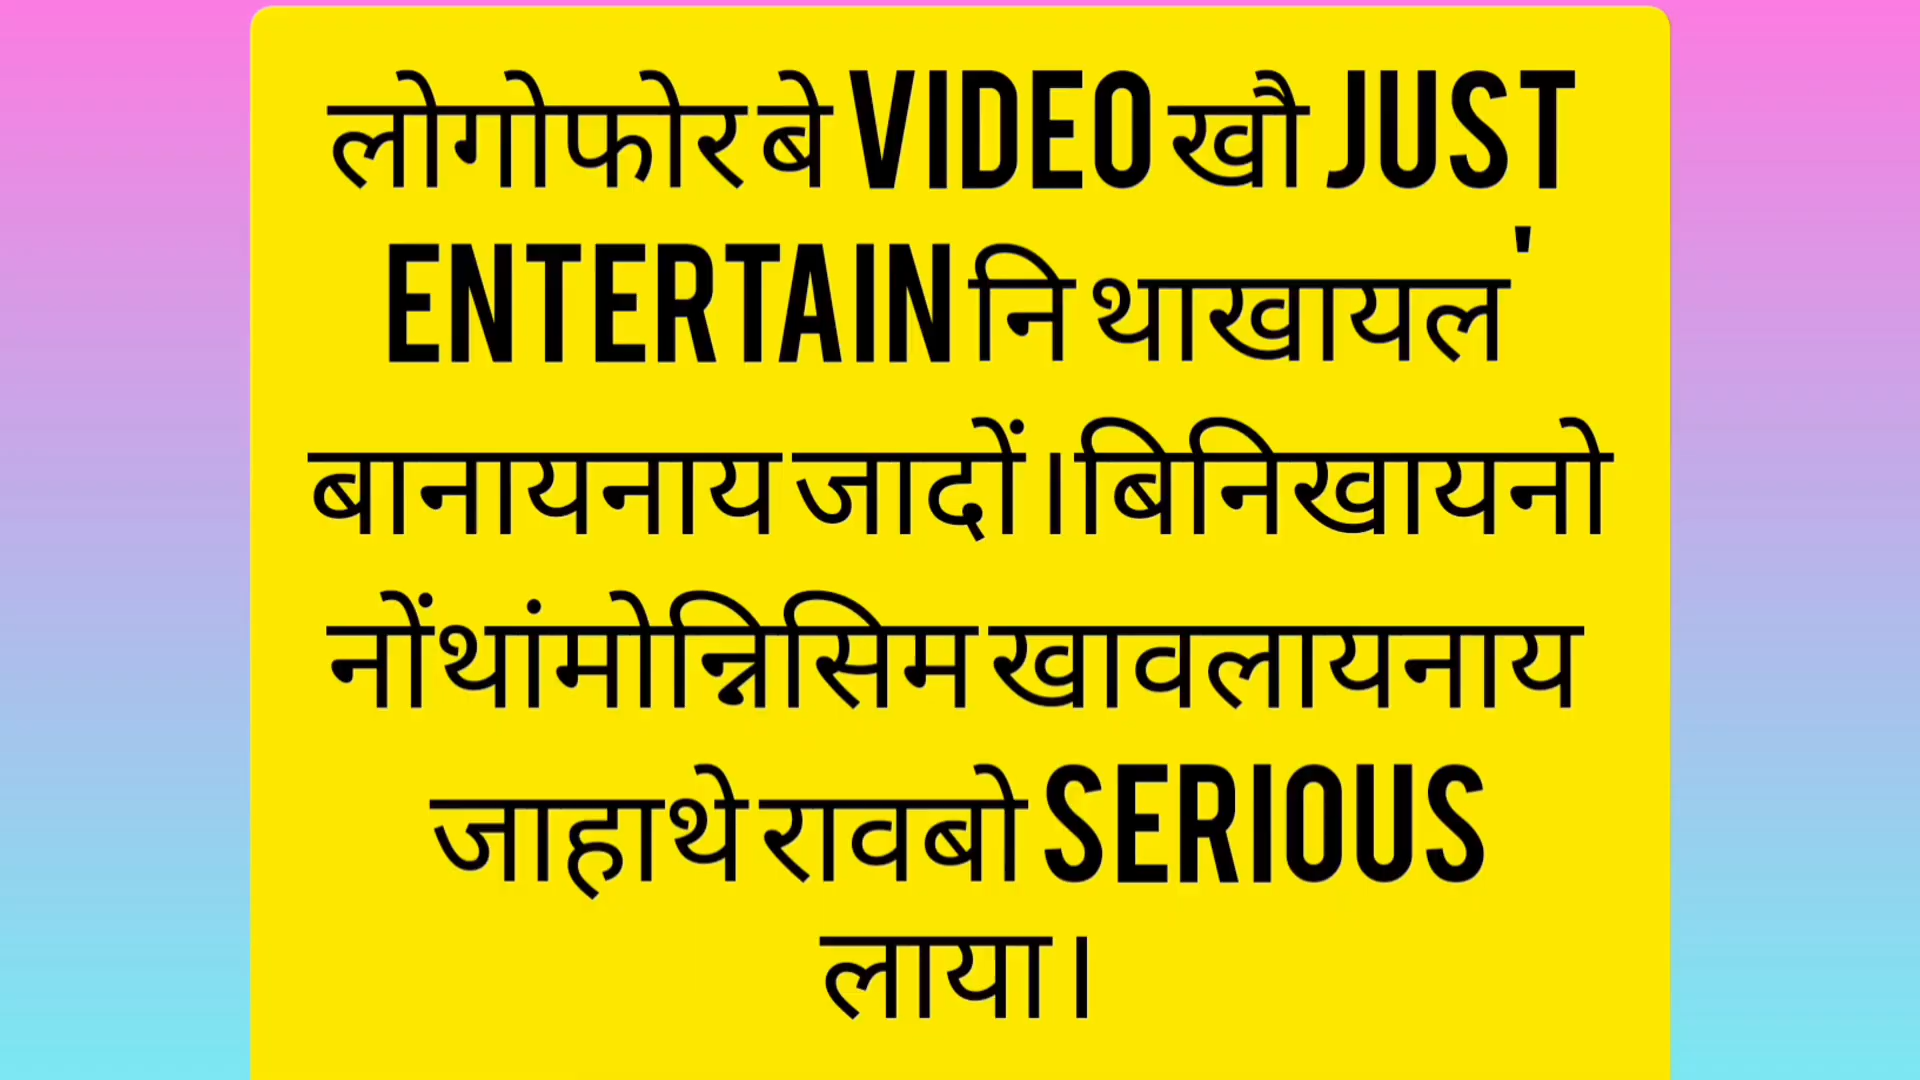 लोगोफोर बे VIDEO खौ JUST
ENTERTAIN नि थाखायल'
बानायनाय जादों। बिनिखायनो
नोंथांमोन्निसिम खावलायनाय
जाहाथे रावबो SERIOUS
लाया।